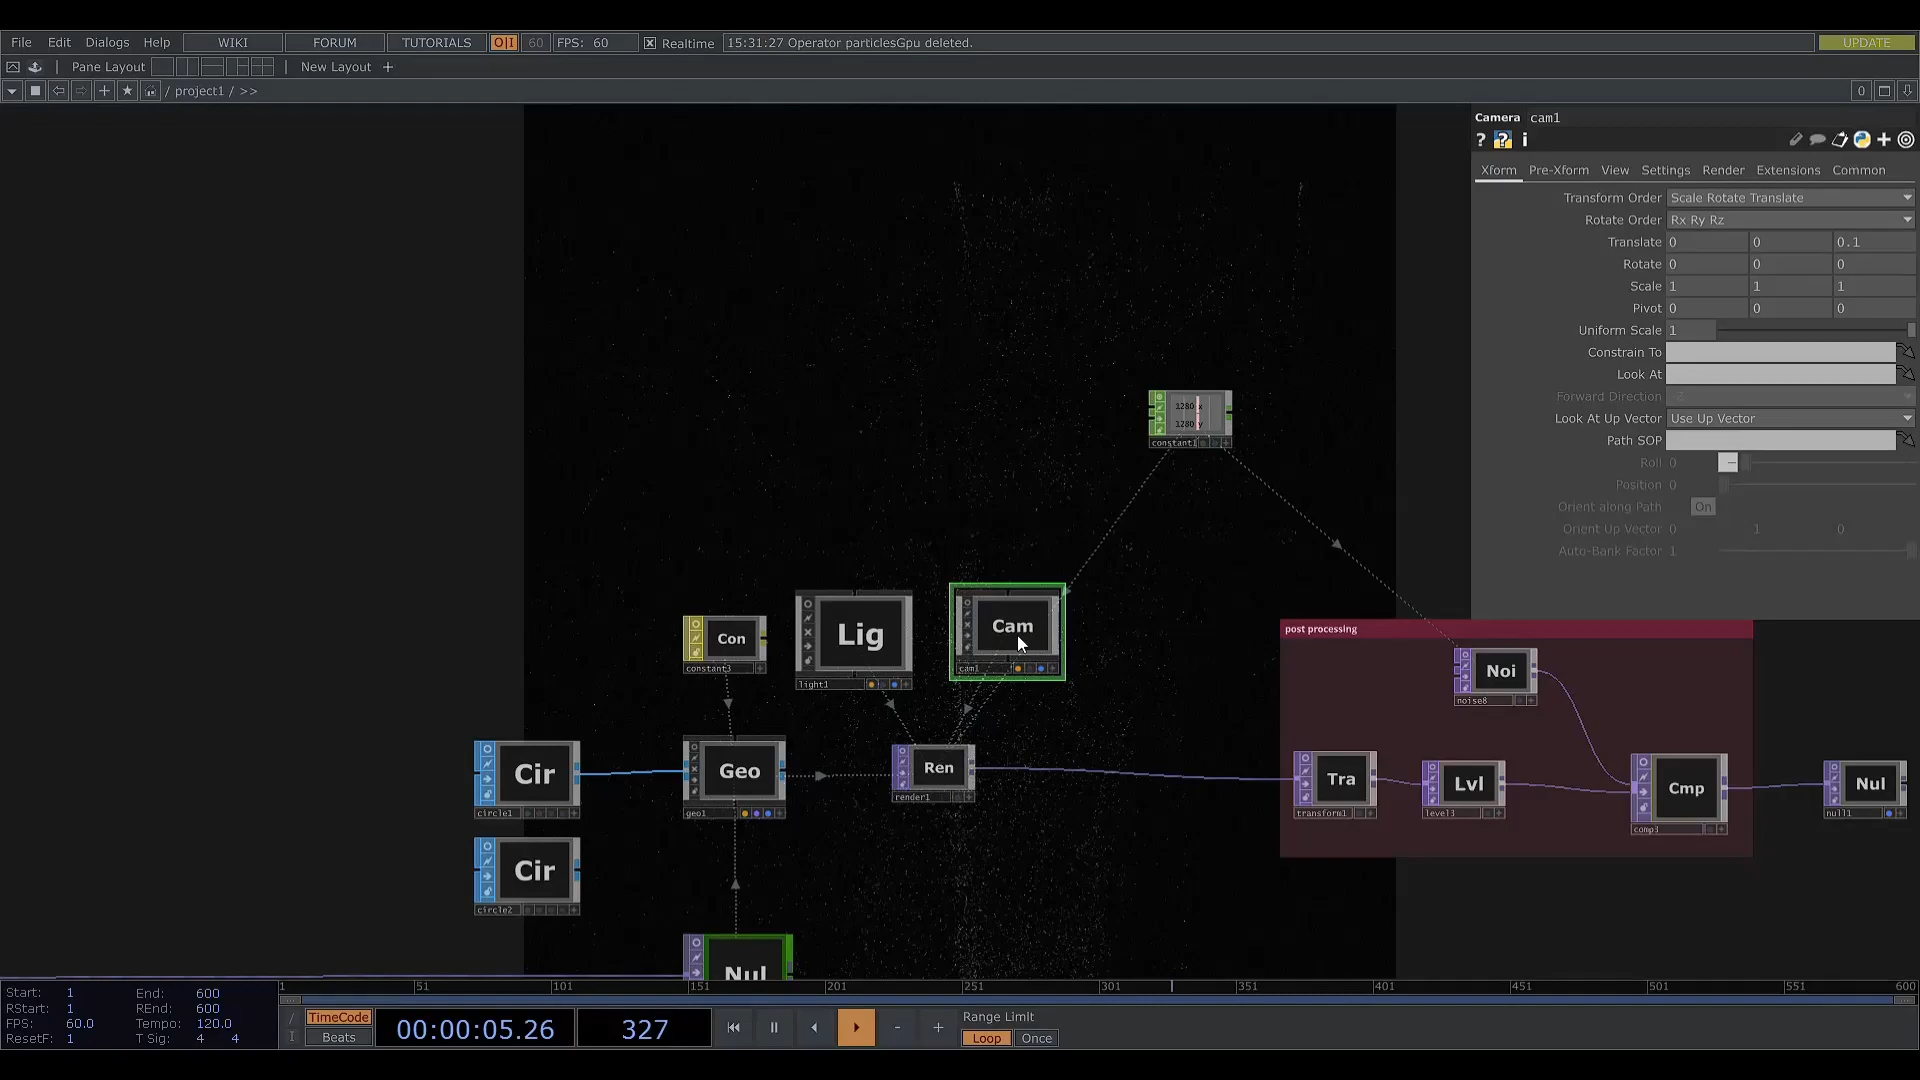 File Edit Dialogs Help WIKI FORUM TUTORIALS O|I 60 FPS: 60 Realtime 15:31:27 Operator particlesGpu deleted. UPDATE
Pane Layout New Layout +
/ project1 / >> 0
Camera cam1
? ? i
Xform Pre-Xform View Settings Render Extensions Common
Transform Order Scale Rotate Translate
Rotate Order Rx Ry Rz
Translate 0 0 0.1
Rotate 0 0 0
Scale 1 1 1
Pivot 0 0 0
Uniform Scale 1
Constrain To
Look At
Forward Direction
Look At Up Vector Use Up Vector
Path SOP
Roll 0
Position 0
Orient along Path On
Orient Up Vector 0 1 0
Auto-Bank Factor 1
1280 x
1280 y
constant1
Con
constant3
Lig
light1
Cam
cam1
post processing
Noi
noise8
Cir
circle1
Geo
geo1
Ren
render1
Tra
transform1
Lvl
level3
Cmp
comp3
Nul
null1
Cir
circle2
Nul
1 51 101 151 201 251 301 351 401 451 501 551 600
Start: 1 End: 600
RStart: 1 REnd: 600
FPS: 60.0 Tempo: 120.0
ResetF: 1 T Sig: 4 4
/ TimeCode
I Beats
00:00:05.26 327 - +
Range Limit
Loop Once